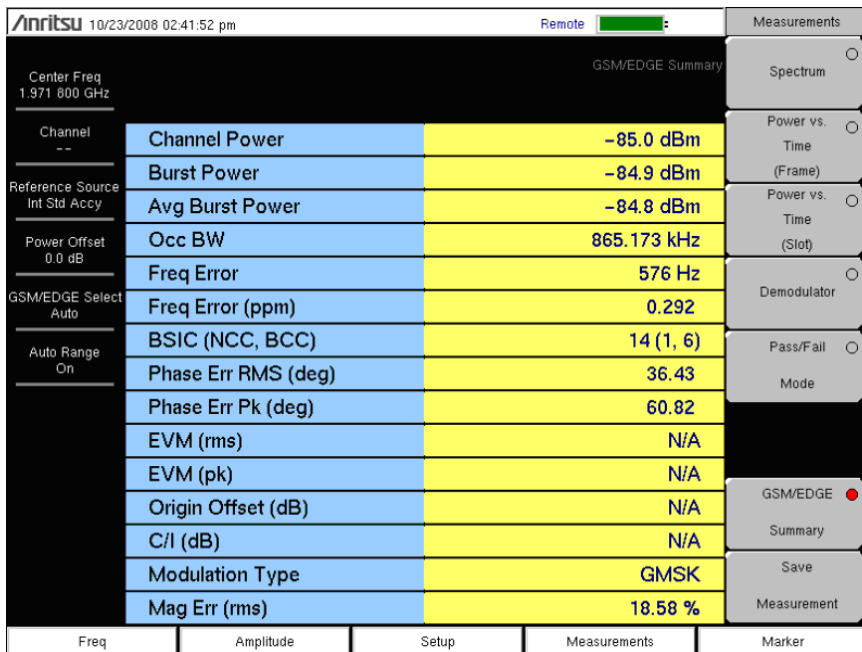 /Inritsu 10/23/2008 02:41:52 pm
Remote
Measurements
GSM/EDGE Summary
Center Freq
1.971 800 GHz
Channel
--
Reference Source
Int Std Accy
Power Offset
0.0 dB
GSM/EDGE Select
Auto
Auto Range
On
Channel Power -85.0 dBm
Burst Power -84.9 dBm
Avg Burst Power -84.8 dBm
Occ BW 865.173 kHz
Freq Error 576 Hz
Freq Error (ppm) 0.292
BSIC (NCC, BCC) 14 (1, 6)
Phase Err RMS (deg) 36.43
Phase Err Pk (deg) 60.82
EVM (rms) N/A
EVM (pk) N/A
Origin Offset (dB) N/A
C/I (dB) N/A
Modulation Type GMSK
Mag Err (rms) 18.58 %
Spectrum
Power vs.
Time
(Frame)
Power vs.
Time
(Slot)
Demodulator
Pass/Fail
Mode
GSM/EDGE
Summary
Save
Measurement
Freq
Amplitude
Setup
Measurements
Marker